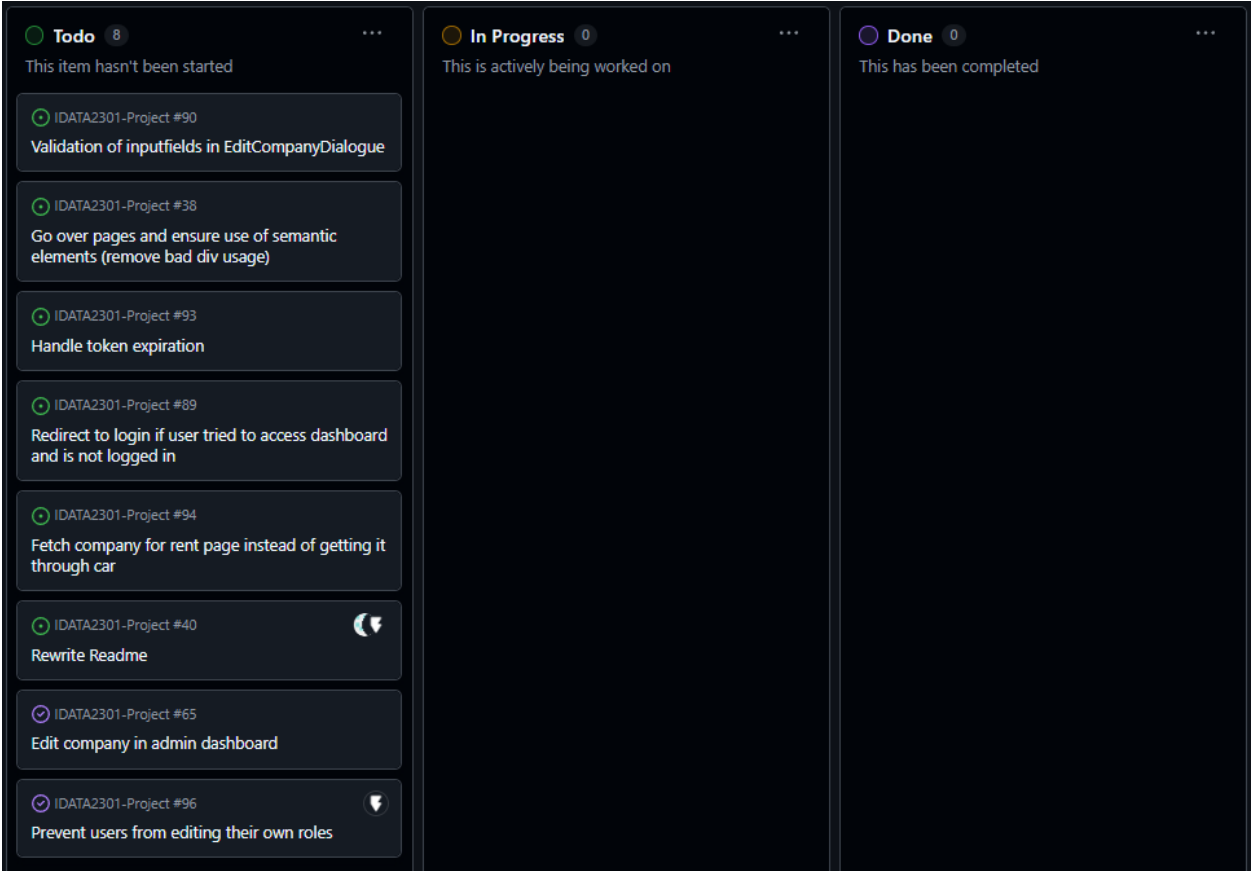 Todo 8
This item hasn't been started
IDATA2301-Project #90
Validation of inputfields in EditCompanyDialogue
IDATA2301-Project #38
Go over pages and ensure use of semantic
elements (remove bad div usage)
IDATA2301-Project #93
Handle token expiration
IDATA2301-Project #89
Redirect to login if user tried to access dashboard
and is not logged in
IDATA2301-Project #94
Fetch company for rent page instead of getting it
through car
IDATA2301-Project #40
Rewrite Readme
IDATA2301-Project #65
Edit company in admin dashboard
IDATA2301-Project #96
Prevent users from editing their own roles
In Progress 0
This is actively being worked on
Done 0
This has been completed